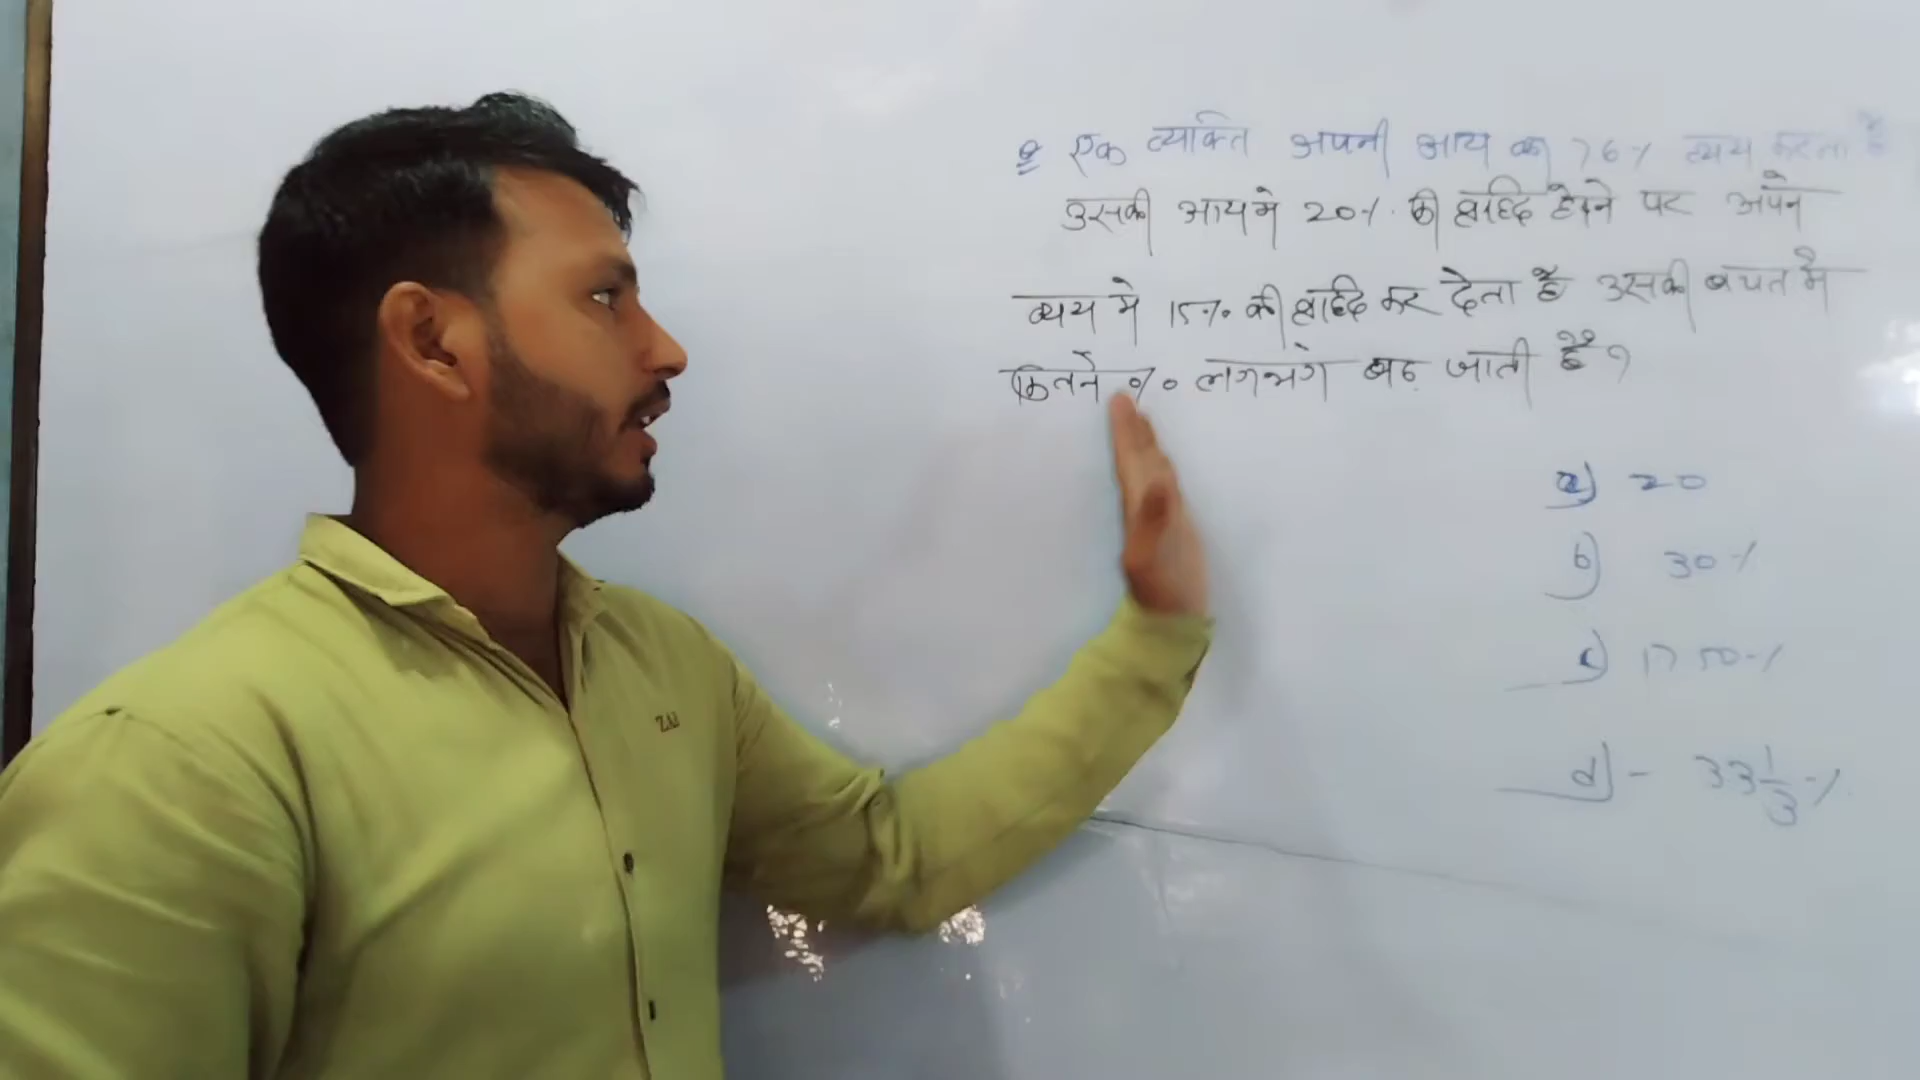 Q एक व्यक्ति अपनी आय का 76% व्यय करता है
उसकी आय मे 20% की वृद्धि होने पर अपने
व्यय मे 15% की वृद्धि कर देता है उसकी बचत मे
कितने % लगभग बढ़ जाती है ?
a) 20
b) 30%
c) 17 50%
d) - 33 1/3 %